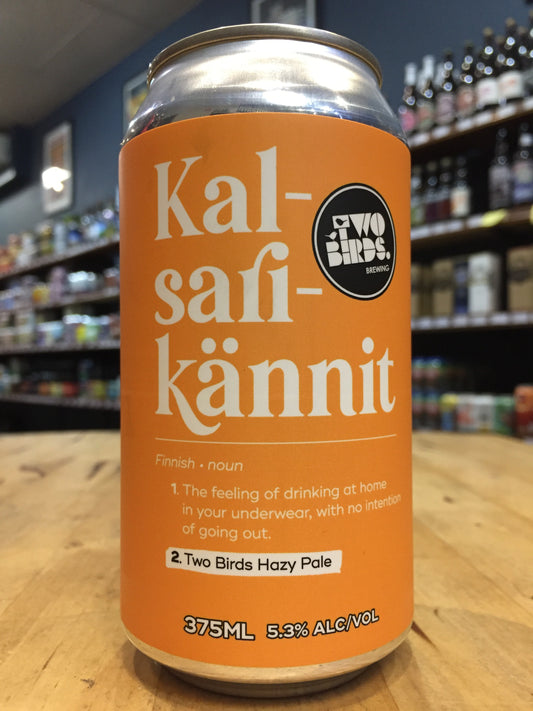 Kal-
sari-
kännit
TWO
BIRDS.
BREWING
Finnish • noun
1. The feeling of drinking at home
in your underwear, with no intention
of going out.
2. Two Birds Hazy Pale
375ML 5.3% ALC/VOL